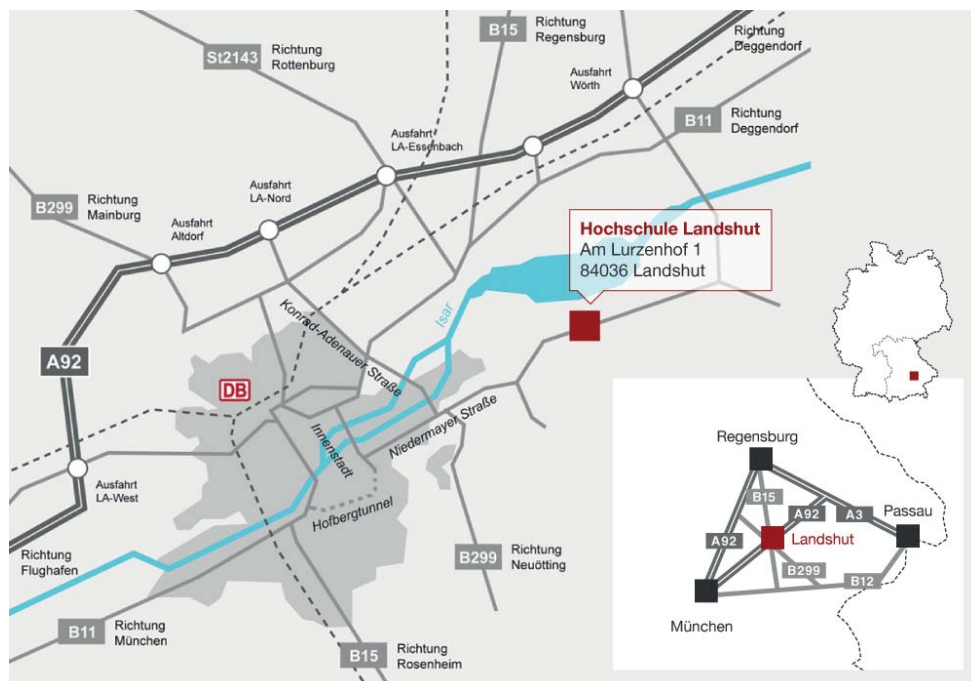 St2143
Richtung
Rottenburg
B15
Richtung
Regensburg
Richtung
Deggendorf
Ausfahrt
Wörth
B11
Richtung
Deggendorf
Ausfahrt
LA-Essenbach
Ausfahrt
LA-Nord
B299
Richtung
Mainburg
Ausfahrt
Altdorf
Hochschule Landshut
Am Lurzenhof 1
84036 Landshut
Isar
Konrad-Adenauer Straße
A92
DB
Innenstadt
Niedermayer Straße
Ausfahrt
LA-West
Hofbergtunnel
Richtung
Flughafen
B299
Richtung
Neuötting
B11
Richtung
München
B15
Richtung
Rosenheim
Regensburg
B15
A92
A3
Passau
A92
Landshut
B299
B12
München